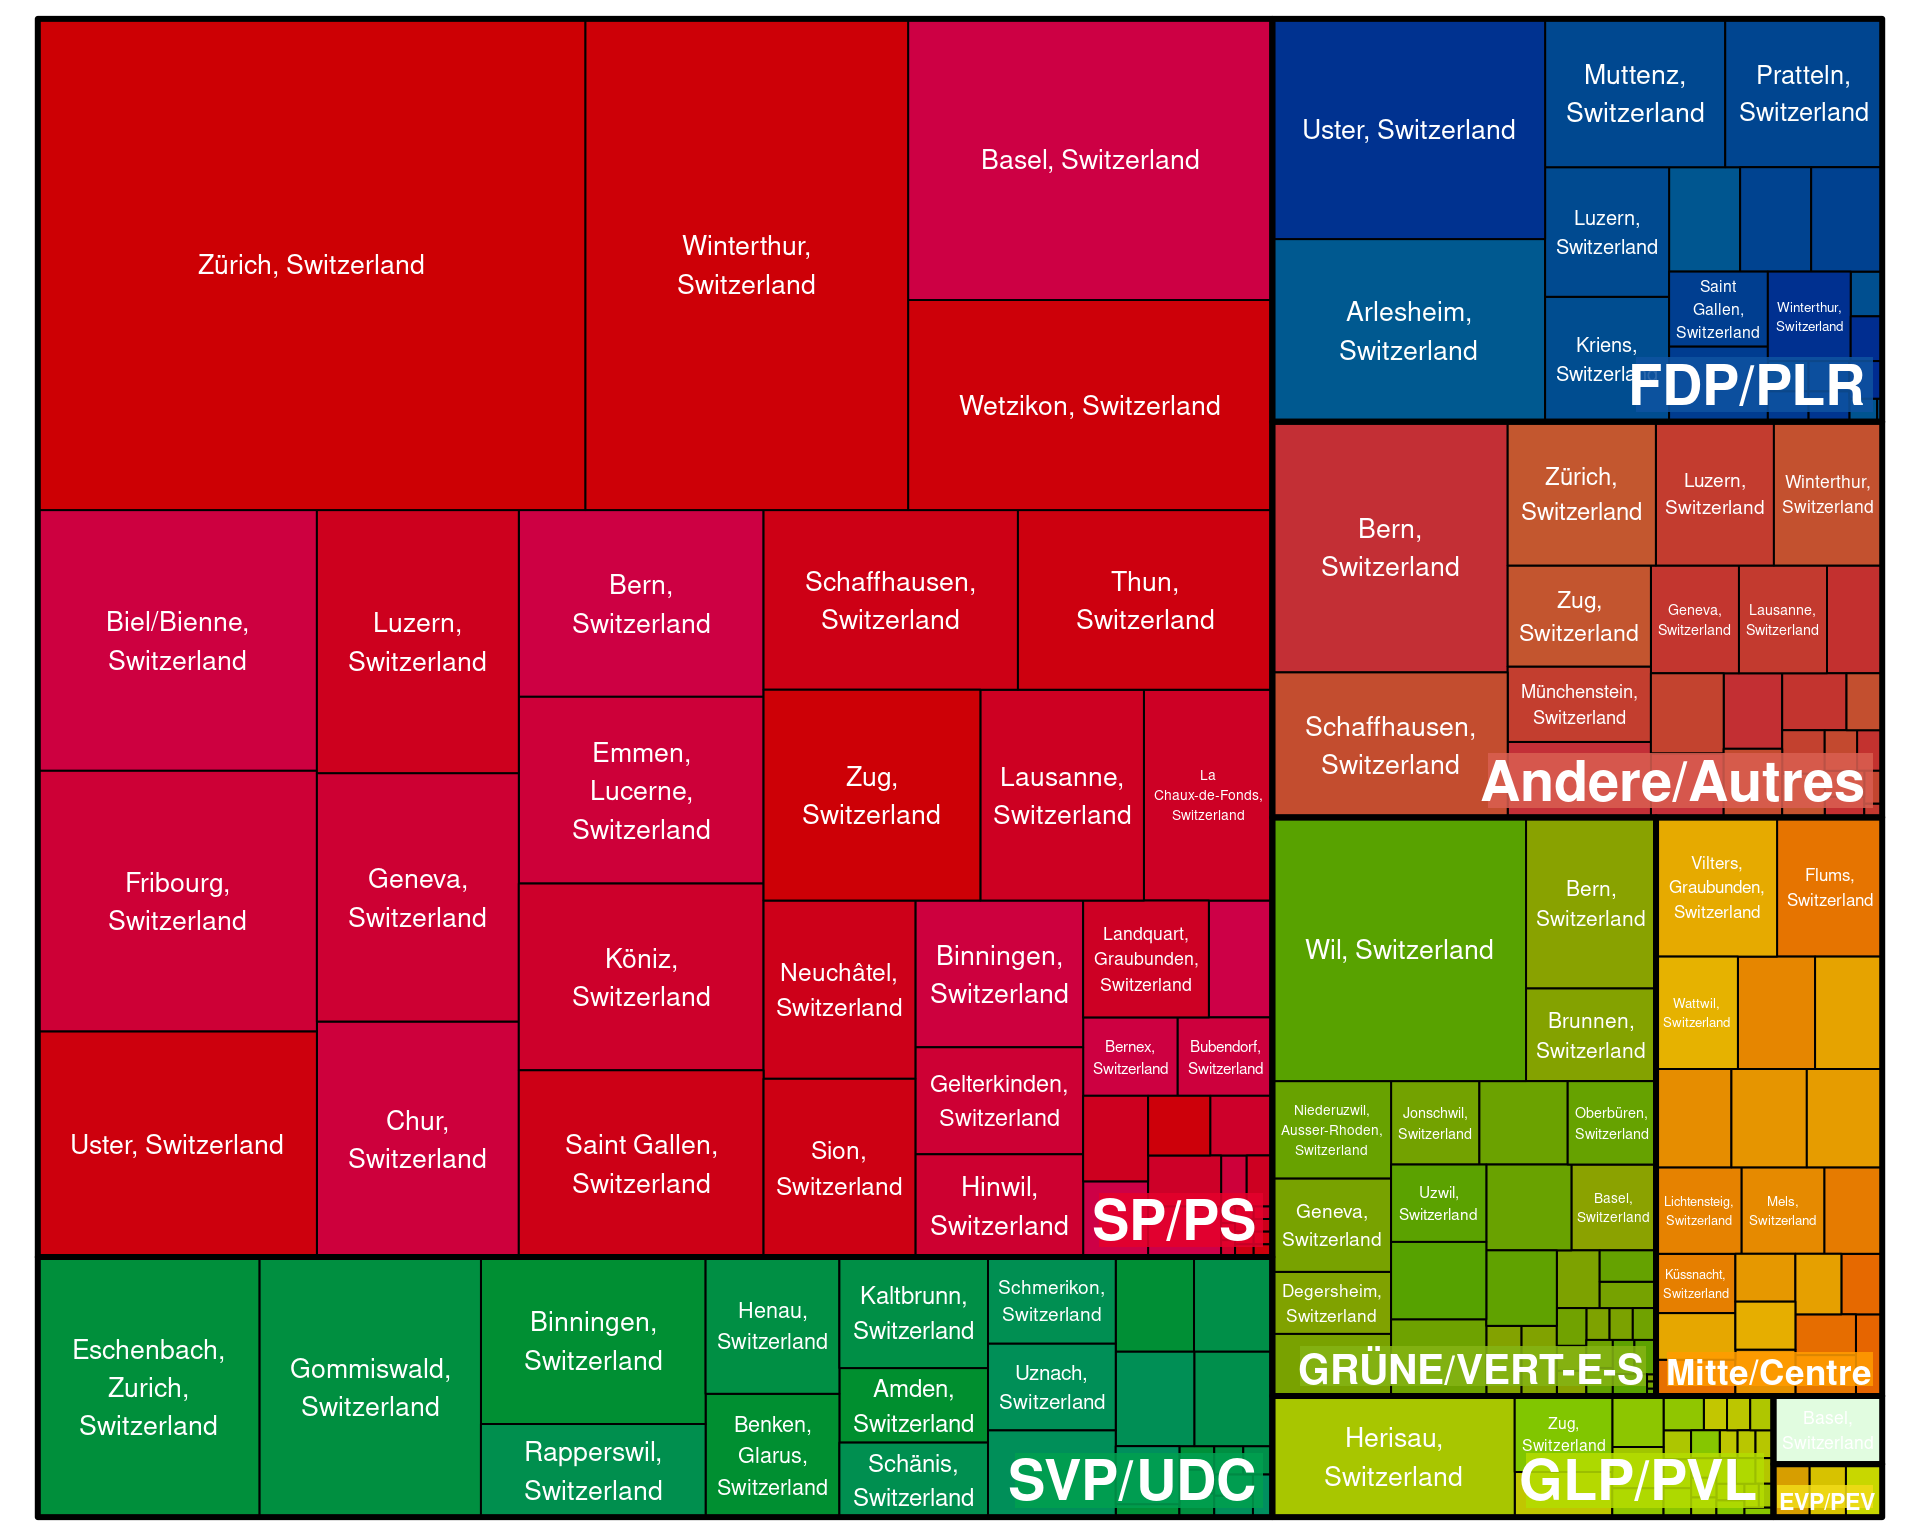 Zürich, Switzerland
Winterthur,
Switzerland
Basel, Switzerland
Wetzikon, Switzerland
Biel/Bienne,
Switzerland
Fribourg,
Switzerland
Uster, Switzerland
Luzern,
Switzerland
Geneva,
Switzerland
Chur,
Switzerland
Bern,
Switzerland
Emmen,
Lucerne,
Switzerland
Köniz,
Switzerland
Saint Gallen,
Switzerland
Schaffhausen,
Switzerland
Thun,
Switzerland
Zug,
Switzerland
Lausanne,
Switzerland
La
Chaux-de-Fonds,
Switzerland
Neuchâtel,
Switzerland
Sion,
Switzerland
Binningen,
Switzerland
Gelterkinden,
Switzerland
Hinwil,
Switzerland
Landquart,
Graubunden,
Switzerland
Bernex,
Switzerland
Bubendorf,
Switzerland
SP/PS
Eschenbach,
Zurich,
Switzerland
Gommiswald,
Switzerland
Binningen,
Switzerland
Rapperswil,
Switzerland
Henau,
Switzerland
Benken,
Glarus,
Switzerland
Kaltbrunn,
Switzerland
Amden,
Switzerland
Schänis,
Switzerland
Schmerikon,
Switzerland
Uznach,
Switzerland
SVP/UDC
Uster, Switzerland
Arlesheim,
Switzerland
Muttenz,
Switzerland
Pratteln,
Switzerland
Luzern,
Switzerland
Kriens,
Switzerland
Saint
Gallen,
Switzerland
Winterthur,
Switzerland
FDP/PLR
Bern,
Switzerland
Schaffhausen,
Switzerland
Zürich,
Switzerland
Luzern,
Switzerland
Winterthur,
Switzerland
Zug,
Switzerland
Geneva,
Switzerland
Lausanne,
Switzerland
Münchenstein,
Switzerland
Andere/Autres
Wil, Switzerland
Bern,
Switzerland
Brunnen,
Switzerland
Niederuzwil,
Ausser-Rhoden,
Switzerland
Jonschwil,
Switzerland
Oberbüren,
Switzerland
Geneva,
Switzerland
Uzwil,
Switzerland
Basel,
Switzerland
Degersheim,
Switzerland
GRÜNE/VERT-E-S
Vilters,
Graubunden,
Switzerland
Flums,
Switzerland
Wattwil,
Switzerland
Lichtensteig,
Switzerland
Mels,
Switzerland
Küssnacht,
Switzerland
Mitte/Centre
Herisau,
Switzerland
Zug,
Switzerland
GLP/PVL
Basel,
Switzerland
EVP/PEV